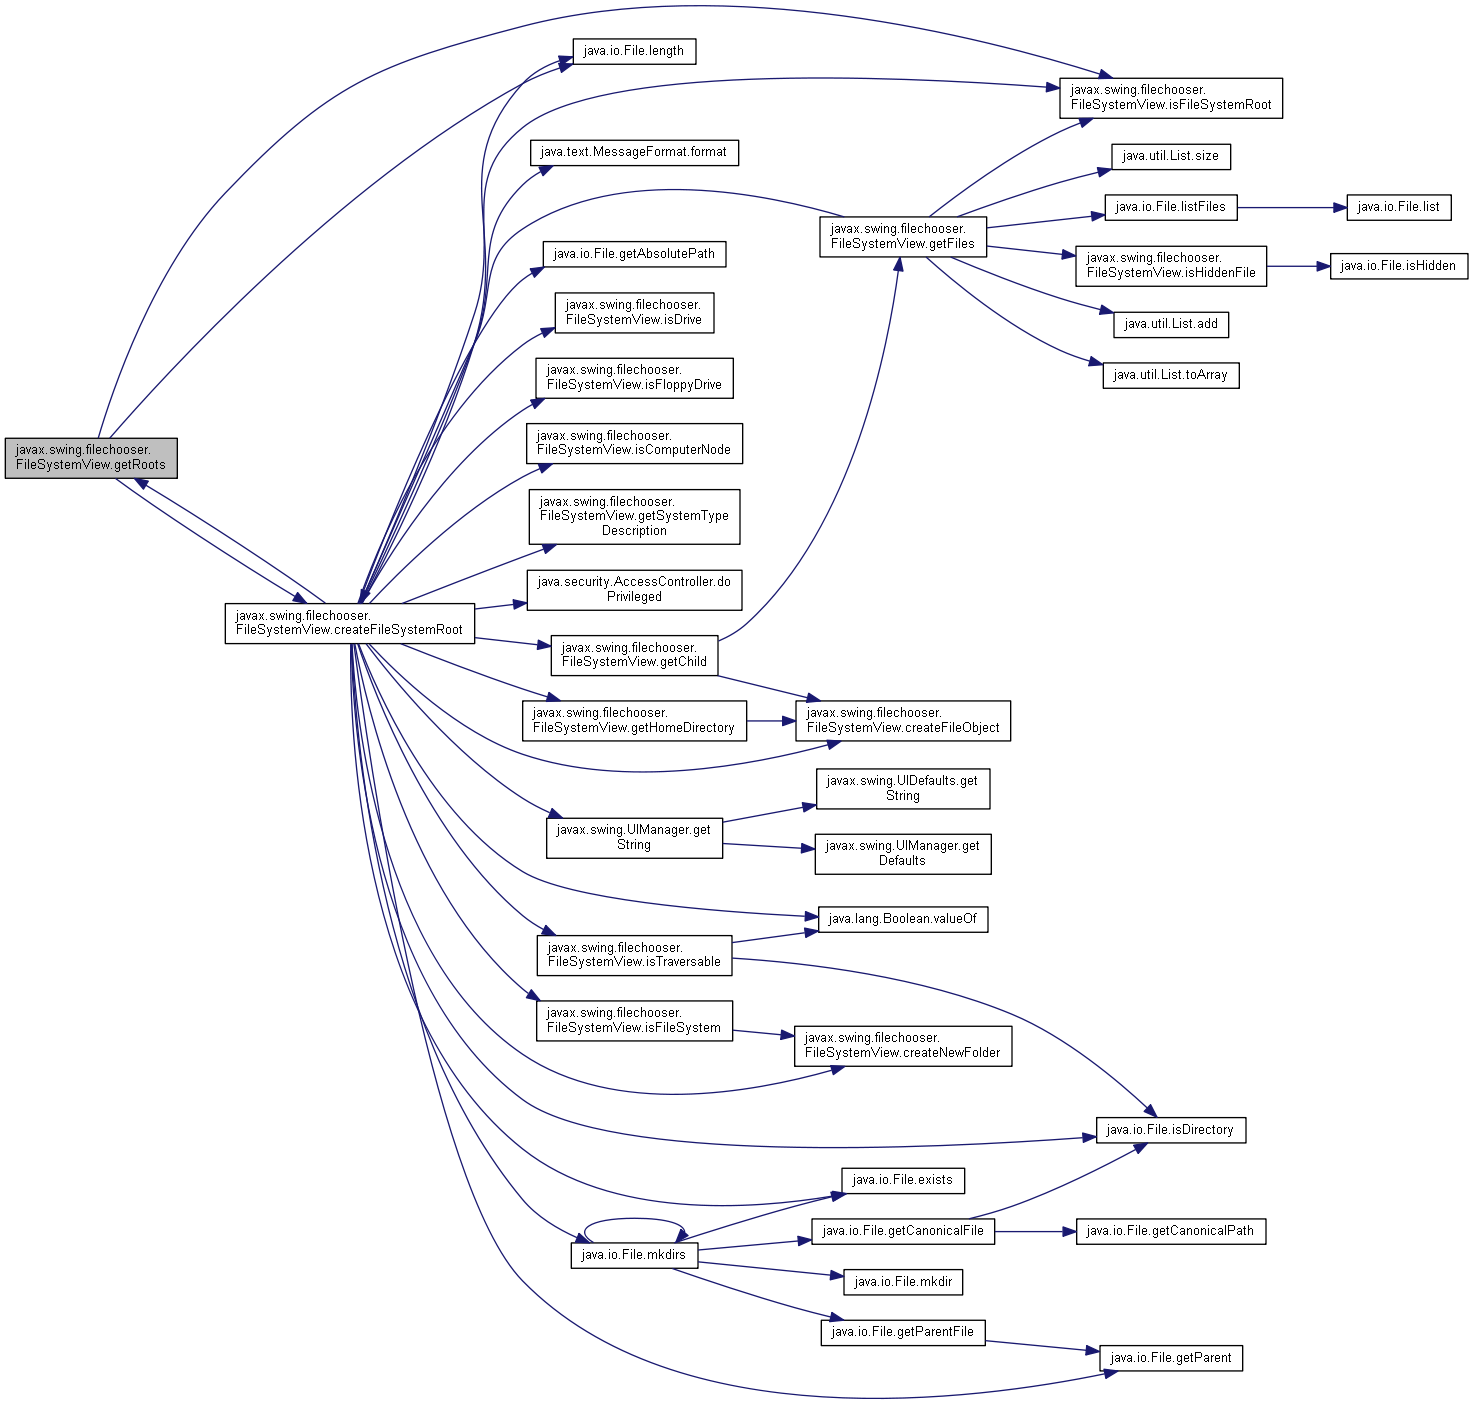 java.io.File.length
javax.swing.filechooser.
FileSystemView.isFileSystemRoot
java.text.MessageFormat.format
java.util.List.size
java.io.File.listFiles
java.io.File.list
javax.swing.filechooser.
FileSystemView.getFiles
java.io.File.getAbsolutePath
javax.swing.filechooser.
FileSystemView.isHiddenFile
java.io.File.isHidden
javax.swing.filechooser.
FileSystemView.isDrive
java.util.List.add
javax.swing.filechooser.
FileSystemView.isFloppyDrive
java.util.List.toArray
javax.swing.filechooser.
FileSystemView.getRoots
javax.swing.filechooser.
FileSystemView.isComputerNode
javax.swing.filechooser.
FileSystemView.getSystemType
Description
java.security.AccessController.do
Privileged
javax.swing.filechooser.
FileSystemView.createFileSystemRoot
javax.swing.filechooser.
FileSystemView.getChild
javax.swing.filechooser.
FileSystemView.getHomeDirectory
javax.swing.filechooser.
FileSystemView.createFileObject
javax.swing.UIDefaults.get
String
javax.swing.UIManager.get
String
javax.swing.UIManager.get
Defaults
java.lang.Boolean.valueOf
javax.swing.filechooser.
FileSystemView.isTraversable
javax.swing.filechooser.
FileSystemView.isFileSystem
javax.swing.filechooser.
FileSystemView.createNewFolder
java.io.File.isDirectory
java.io.File.exists
java.io.File.getCanonicalFile
java.io.File.getCanonicalPath
java.io.File.mkdirs
java.io.File.mkdir
java.io.File.getParentFile
java.io.File.getParent